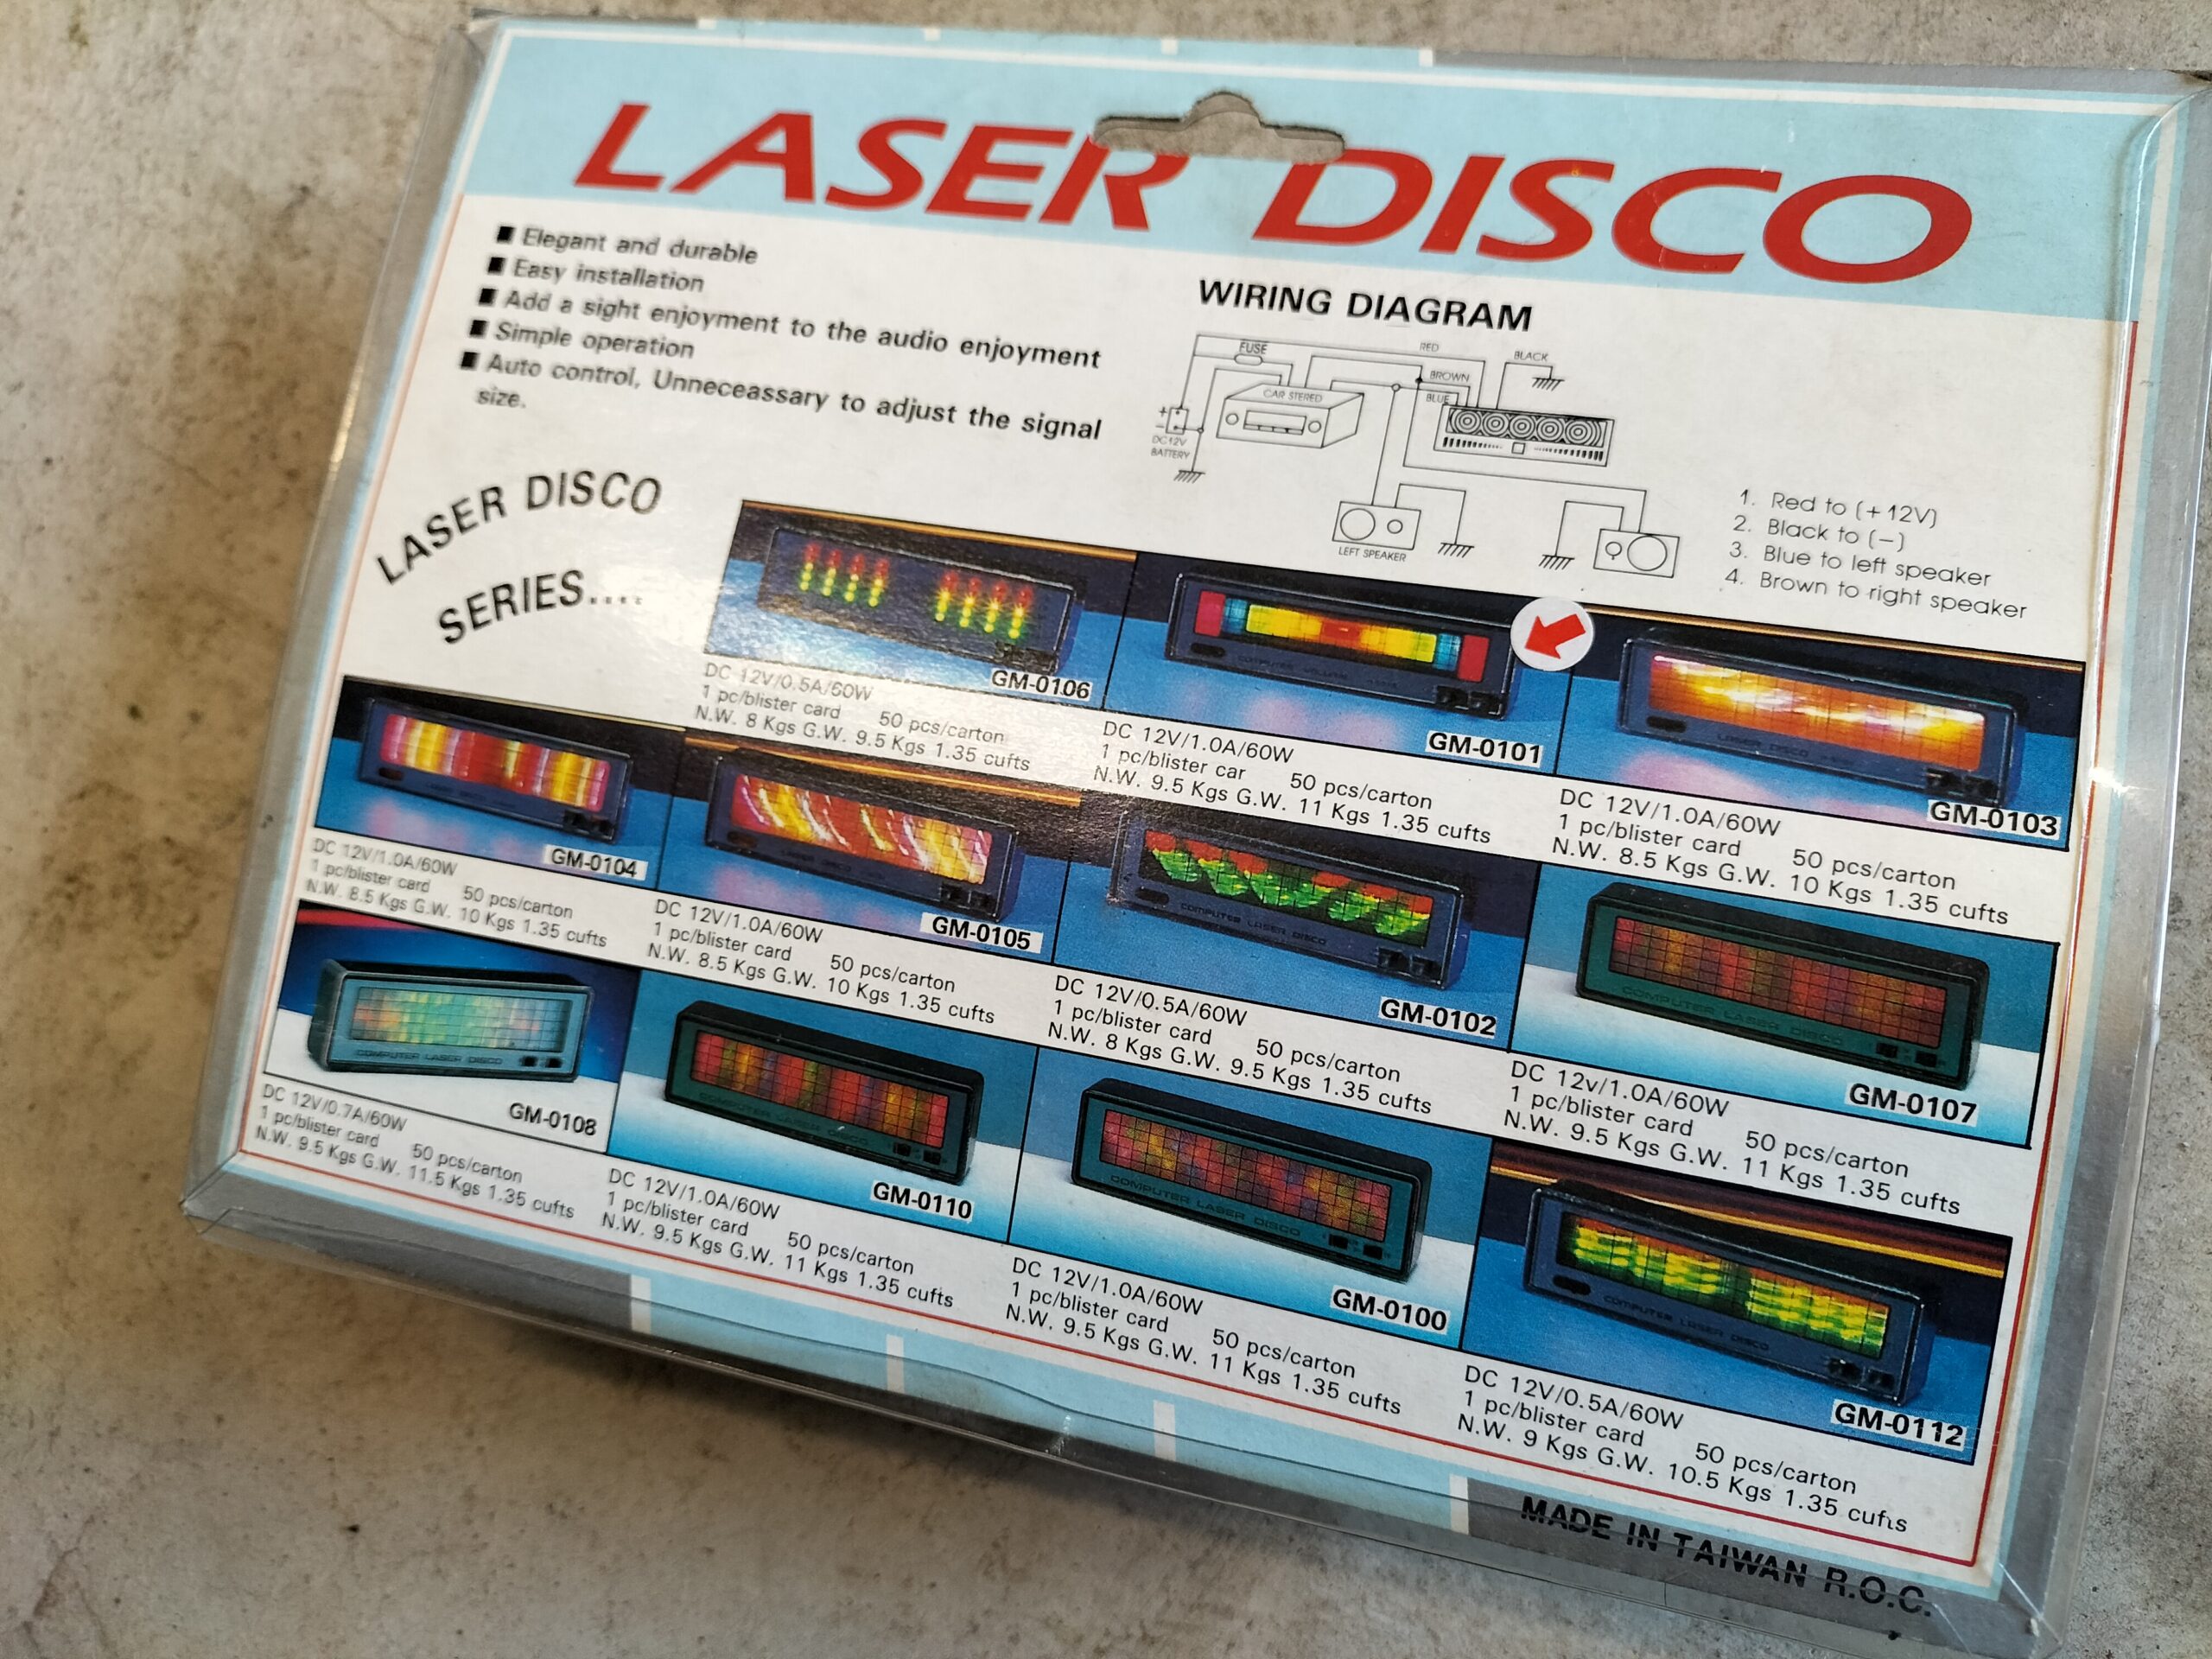 LASER DISCO
■ Elegant and durable
■ Easy installation
■ Add a sight enjoyment to the audio enjoyment
■ Simple operation
■ Auto control, Unneceassary to adjust the signal
size.
WIRING DIAGRAM
FUSE
RED
BLACK
BROWN
BLUE
CAR STEREO
+
−
DC12V
BATTERY
LEFT SPEAKER
1. Red to (+12V)
2. Black to (−)
3. Blue to left speaker
4. Brown to right speaker
LASER DISCO
SERIES....
GM-0106
DC 12V/0.5A/60W
1 pc/blister card 50 pcs/carton
N.W. 8 Kgs G.W. 9.5 Kgs 1.35 cufts
GM-0101
DC 12V/1.0A/60W
1 pc/blister car 50 pcs/carton
N.W. 9.5 Kgs G.W. 11 Kgs 1.35 cufts
LASER DISCO
GM-0103
DC 12V/1.0A/60W
1 pc/blister card 50 pcs/carton
N.W. 8.5 Kgs G.W. 10 Kgs 1.35 cufts
GM-0104
DC 12V/1.0A/60W
1 pc/blister card 50 pcs/carton
N.W. 8.5 Kgs G.W. 10 Kgs 1.35 cufts
LASER DISCO
GM-0105
DC 12V/1.0A/60W
1 pc/blister card 50 pcs/carton
N.W. 8.5 Kgs G.W. 10 Kgs 1.35 cufts
COMPUTER LASER DISCO
GM-0102
DC 12V/0.5A/60W
1 pc/blister card 50 pcs/carton
N.W. 8 Kgs G.W. 9.5 Kgs 1.35 cufts
COMPUTER LASER DISCO
GM-0107
DC 12v/1.0A/60W
1 pc/blister card 50 pcs/carton
N.W. 9.5 Kgs G.W. 11 Kgs 1.35 cufts
COMPUTER LASER DISCO
GM-0108
DC 12V/0.7A/60W
1 pc/blister card 50 pcs/carton
N.W. 9.5 Kgs G.W. 11.5 Kgs 1.35 cufts
COMPUTER LASER DISCO
GM-0110
DC 12V/1.0A/60W
1 pc/blister card 50 pcs/carton
N.W. 9.5 Kgs G.W. 11 Kgs 1.35 cufts
COMPUTER LASER DISCO
GM-0100
DC 12V/1.0A/60W
1 pc/blister card 50 pcs/carton
N.W. 9.5 Kgs G.W. 11 Kgs 1.35 cufts
COMPUTER LASER DISCO
GM-0112
DC 12V/0.5A/60W
1 pc/blister card 50 pcs/carton
N.W. 9 Kgs G.W. 10.5 Kgs 1.35 cufts
MADE IN TAIWAN R.O.C.